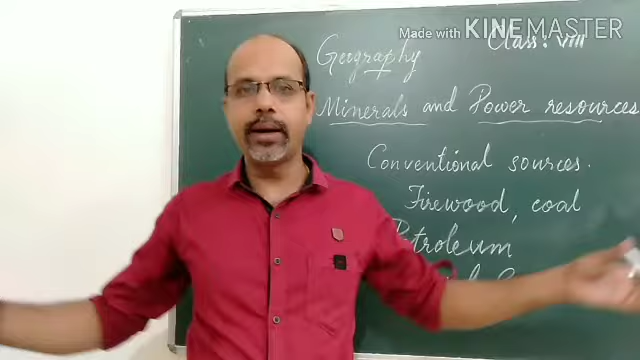 Made with KINEMASTER
Geography Class: VIII
Minerals and Power resources
Conventional sources.
Firewood, coal
Petroleum